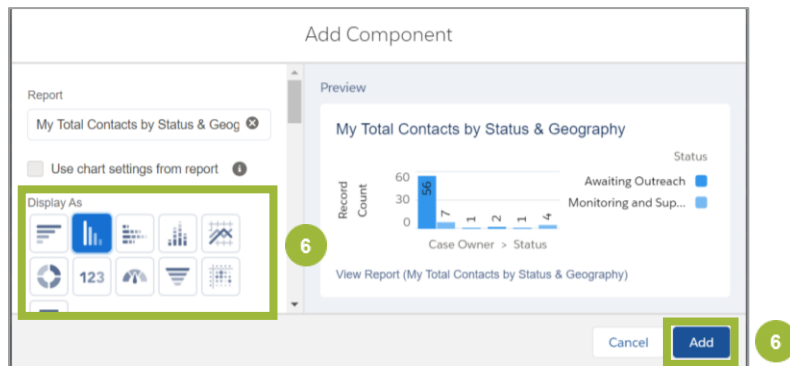 Add Component
Report
My Total Contacts by Status & Geog
Use chart settings from report
Display As
123
6
Preview
My Total Contacts by Status & Geography
Status
Awaiting Outreach
Monitoring and Sup...
Record
Count
60
30
0
56
7
1
2
1
4
Case Owner > Status
View Report (My Total Contacts by Status & Geography)
Cancel
Add
6